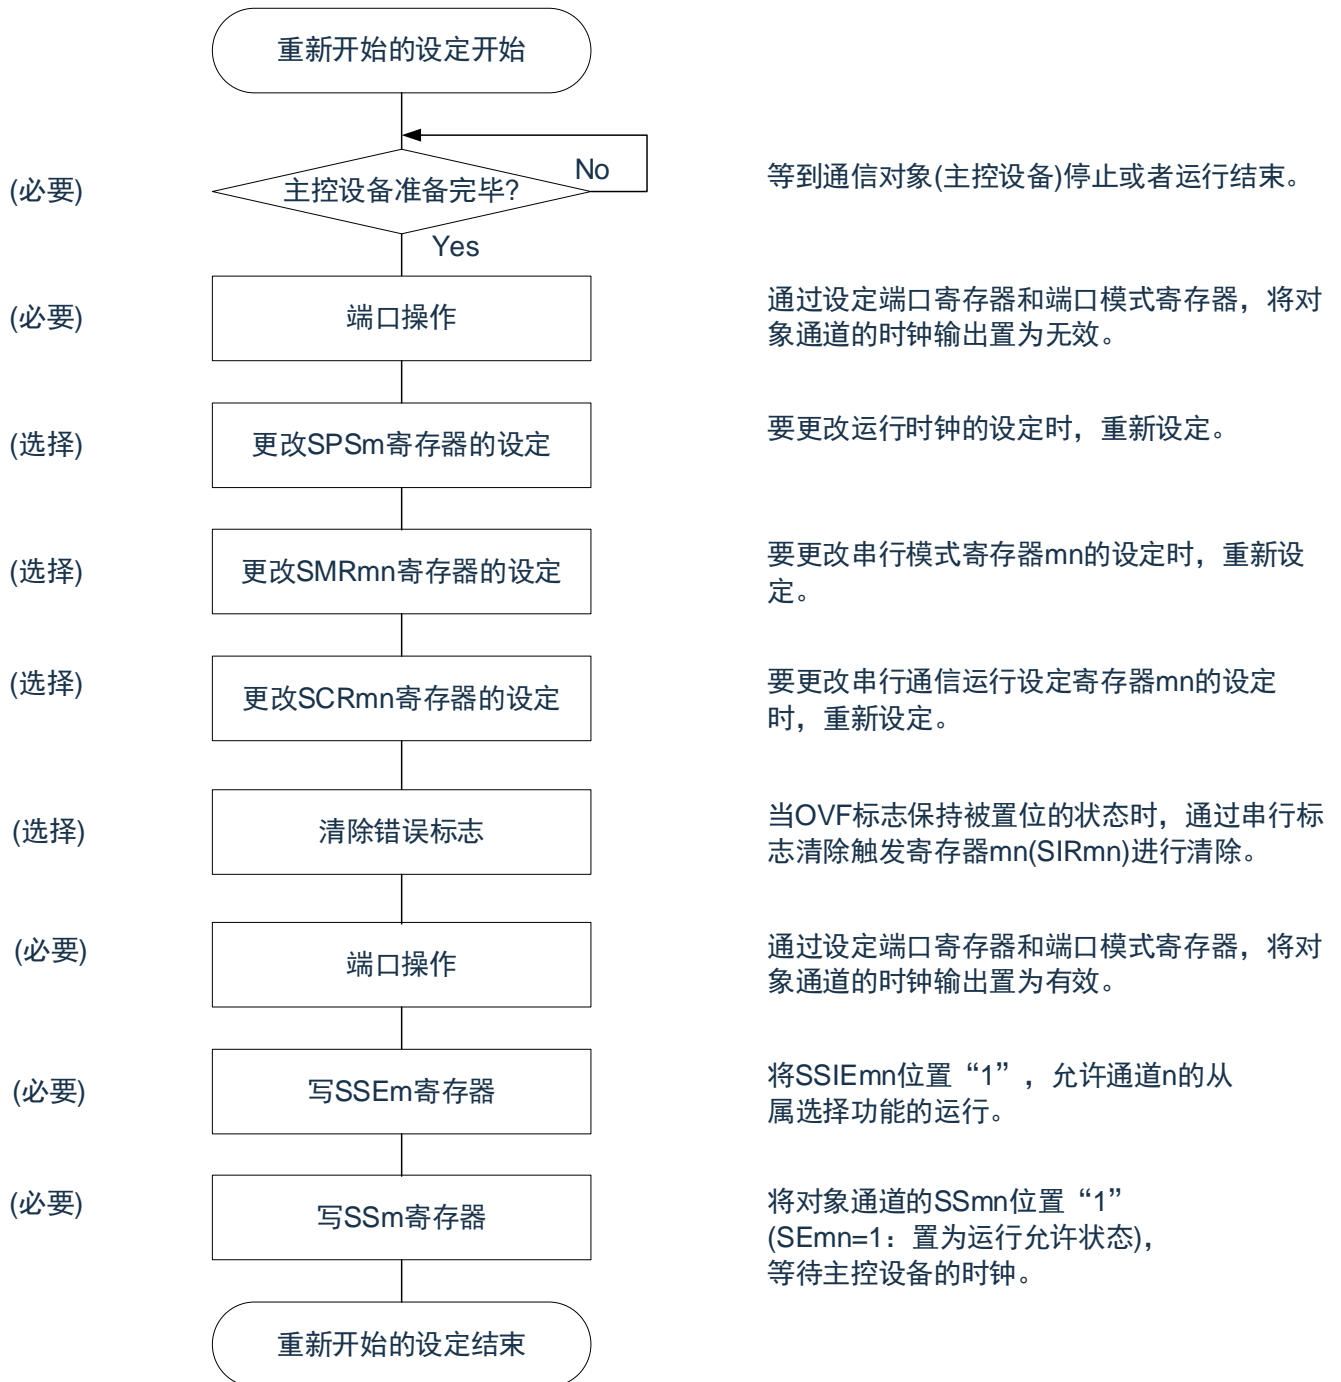 重新开始的设定开始
No
(必要)
主控设备准备完毕?
等到通信对象(主控设备)停止或者运行结束。
Yes
(必要)
端口操作
通过设定端口寄存器和端口模式寄存器，将对
象通道的时钟输出置为无效。
(选择)
更改SPSm寄存器的设定
要更改运行时钟的设定时，重新设定。
(选择)
更改SMRmn寄存器的设定
要更改串行模式寄存器mn的设定时，重新设
定。
(选择)
更改SCRmn寄存器的设定
要更改串行通信运行设定寄存器mn的设定
时，重新设定。
(选择)
清除错误标志
当OVF标志保持被置位的状态时，通过串行标
志清除触发寄存器mn(SIRmn)进行清除。
(必要)
端口操作
通过设定端口寄存器和端口模式寄存器，将对
象通道的时钟输出置为有效。
(必要)
写SSEm寄存器
将SSIEmn位置“1”，允许通道n的从
属选择功能的运行。
(必要)
写SSm寄存器
将对象通道的SSmn位置“1”
(SEmn=1：置为运行允许状态)，
等待主控设备的时钟。
重新开始的设定结束